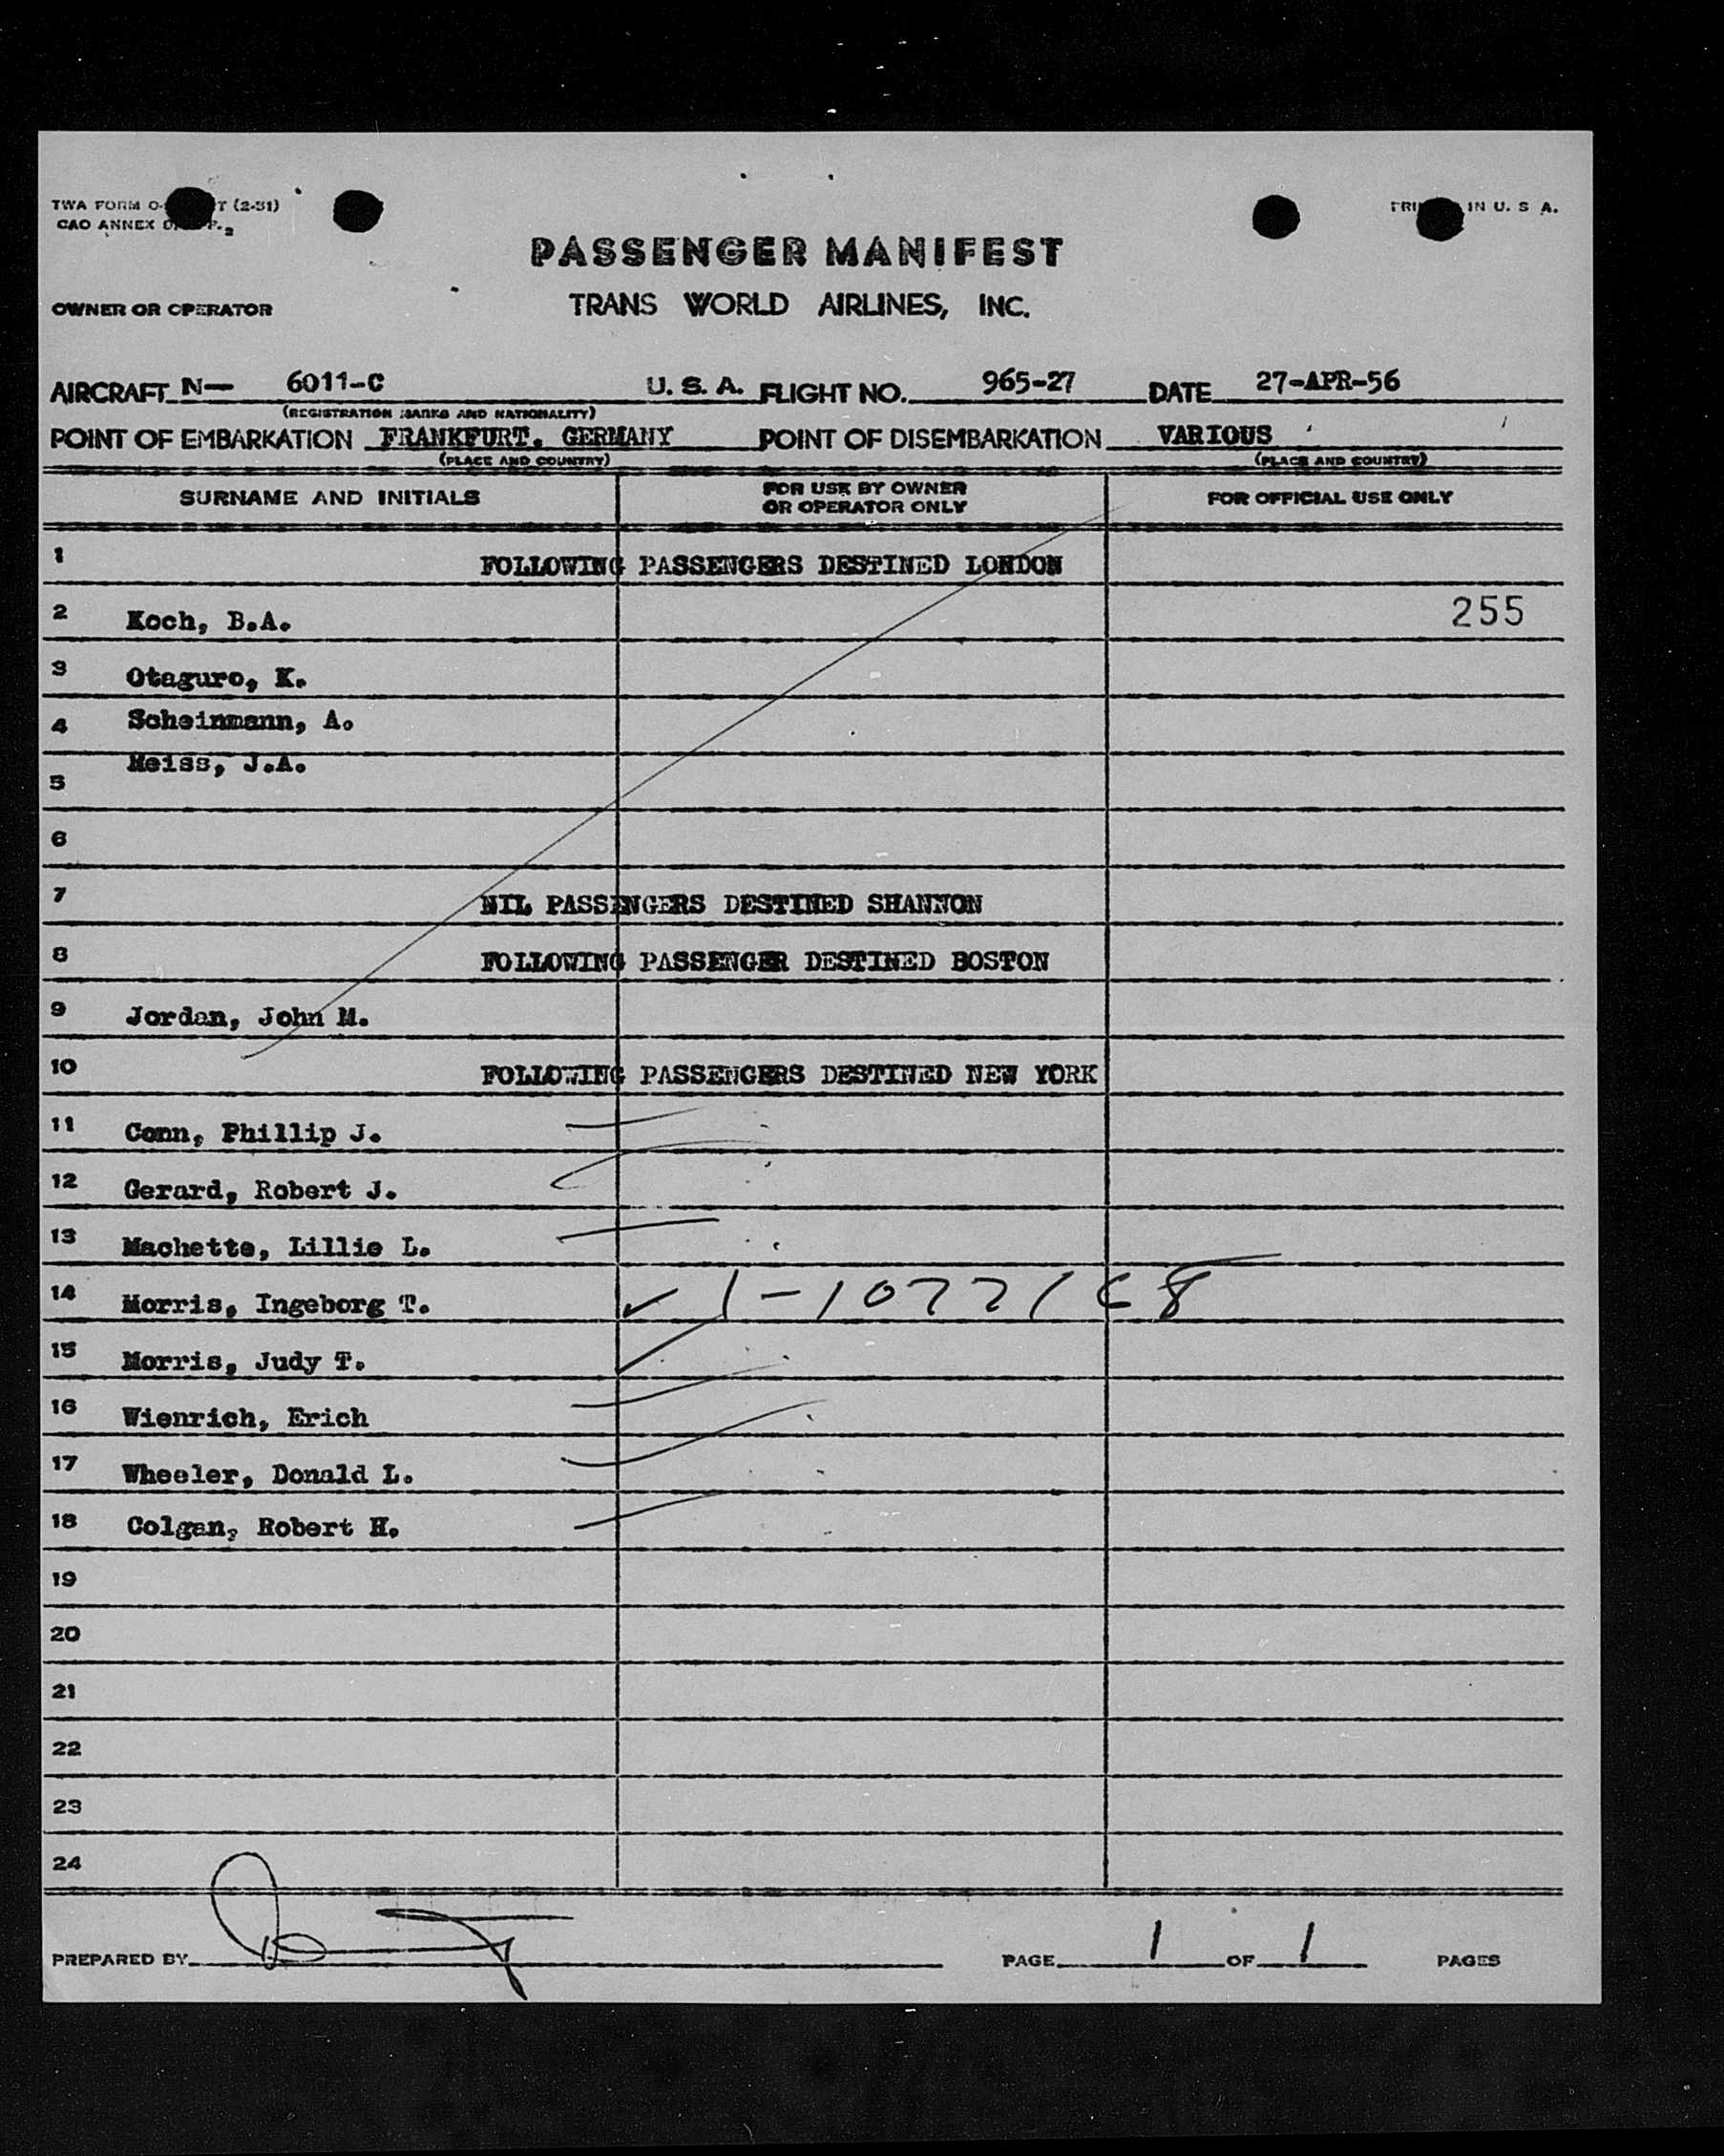 TWA FORM O- T (2-51)
CAO ANNEX P. 2
IN U. S. A.
PASSENGER MANIFEST
OWNER OR OPERATOR TRANS WORLD AIRLINES, INC.
AIRCRAFT N— 6011-C U. S. A. FLIGHT NO. 965-27 DATE 27-APR-56
(REGISTRATION MARKS AND NATIONALITY)
POINT OF EMBARKATION FRANKFURT. GERMANY POINT OF DISEMBARKATION VARIOUS
(PLACE AND COUNTRY) (PLACE AND COUNTRY)
SURNAME AND INITIALS FOR USE BY OWNER OR OPERATOR ONLY FOR OFFICIAL USE ONLY
1 FOLLOWING PASSENGERS DESTINED LONDON
2 Koch, B.A. 255
3 Otaguro, K.
4 Scheinmann, A.
5 Meiss, J.A.
6
7 NIL PASSENGERS DESTINED SHANNON
8 FOLLOWING PASSENGER DESTINED BOSTON
9 Jordan, John M.
10 FOLLOWING PASSENGERS DESTINED NEW YORK
11 Conn, Phillip J.
12 Gerard, Robert J.
13 Machette, Lillie L.
14 Morris, Ingeborg T. ✓ 1-1077168
15 Morris, Judy T.
16 Wienrich, Erich
17 Wheeler, Donald L.
18 Colgan, Robert H.
19
20
21
22
23
24
PREPARED BY PAGE 1 OF 1 PAGES